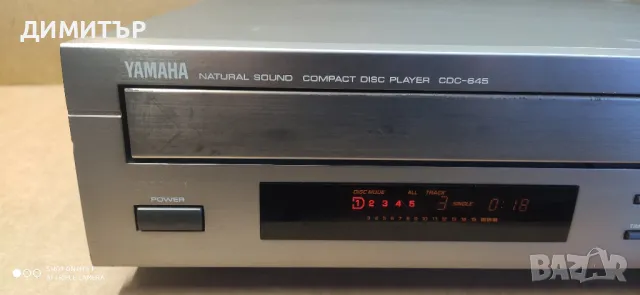 ДИМИТЪР
YAMAHA NATURAL SOUND COMPACT DISC PLAYER CDC-645
DISC MODE ALL TRACK
1 2 3 4 5 3 SINGLE 0:18
POWER
bazar